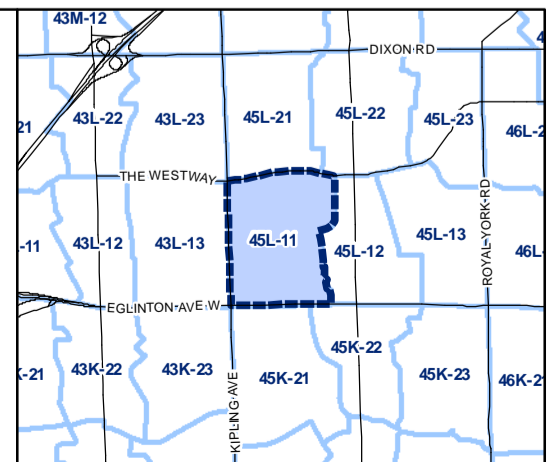 43M-12
DIXON RD
43L-22
43L-23
45L-21
45L-22
45L-23
21
46L-2
THE WESTWAY
ROYAL YORK RD
-11
43L-12
43L-13
45L-11
45L-12
45L-13
46L-
EGLINTON AVE W
43K-22
43K-23
45K-21
45K-22
45K-23
46K-2
-21
KIPLING AVE